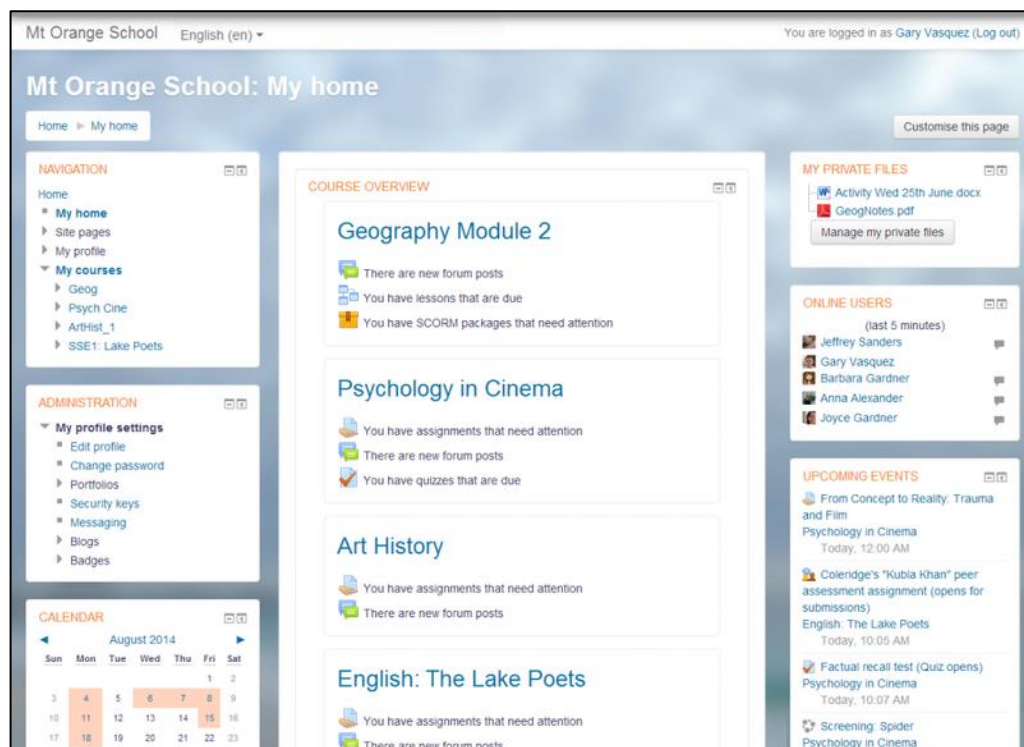 Mt Orange School English (en)
You are logged in as Gary Vasquez (Log out)
Mt Orange School: My home
Home My home
Customise this page
NAVIGATION
Home
My home
Site pages
My profile
My courses
Geog
Psych Cine
ArtHist_1
SSE1: Lake Poets
ADMINISTRATION
My profile settings
Edit profile
Change password
Portfolios
Security keys
Messaging
Blogs
Badges
CALENDAR
August 2014
Sun Mon Tue Wed Thu Fri Sat
1 2
3 4 5 6 7 8 9
10 11 12 13 14 15 16
17 18 19 20 21 22 23
COURSE OVERVIEW
Geography Module 2
There are new forum posts
You have lessons that are due
You have SCORM packages that need attention
Psychology in Cinema
You have assignments that need attention
There are new forum posts
You have quizzes that are due
Art History
You have assignments that need attention
There are new forum posts
English: The Lake Poets
You have assignments that need attention
There are new forum posts
MY PRIVATE FILES
Activity Wed 25th June.docx
GeogNotes.pdf
Manage my private files
ONLINE USERS
(last 5 minutes)
Jeffrey Sanders
Gary Vasquez
Barbara Gardner
Anna Alexander
Joyce Gardner
UPCOMING EVENTS
From Concept to Reality: Trauma
and Film
Psychology in Cinema
Today, 12:00 AM
Coleridge's "Kubla Khan" peer
assessment assignment (opens for
submissions)
English: The Lake Poets
Today, 10:05 AM
Factual recall test (Quiz opens)
Psychology in Cinema
Today, 10:07 AM
Screening: Spider
Psychology in Cinema